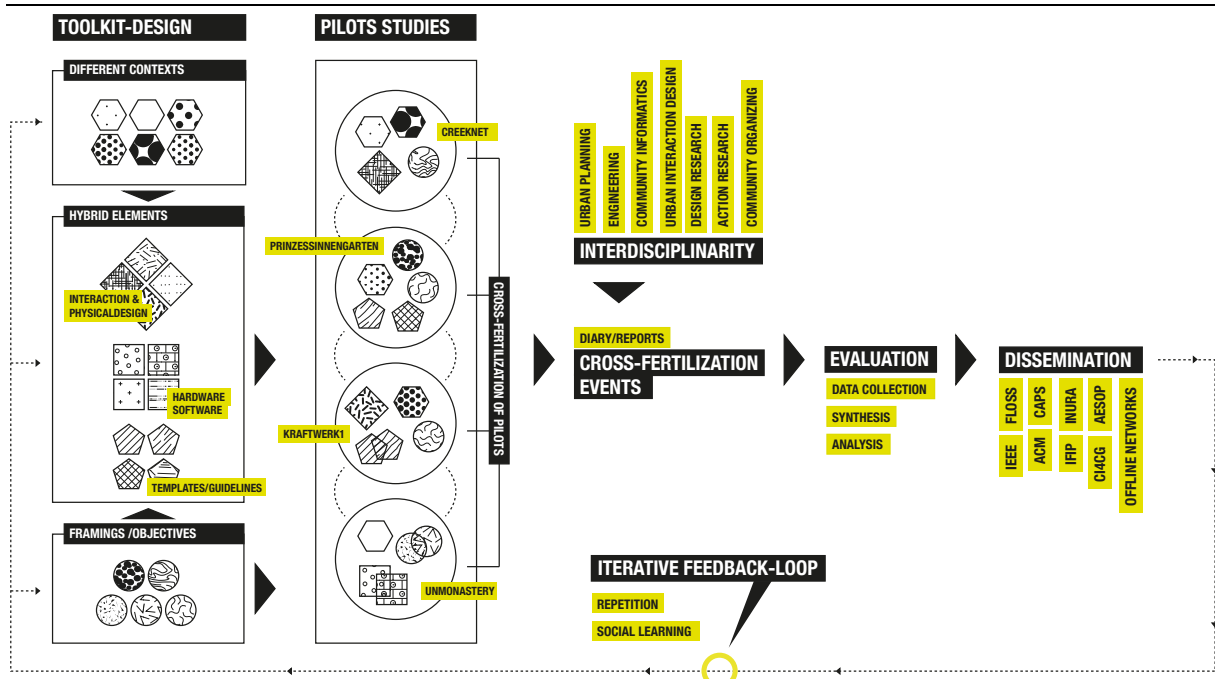 TOOLKIT-DESIGN
DIFFERENT CONTEXTS
HYBRID ELEMENTS
INTERACTION &
PHYSICALDESIGN
HARDWARE
SOFTWARE
TEMPLATES/GUIDELINES
FRAMINGS /OBJECTIVES
PILOTS STUDIES
CREEKNET
PRINZESSINNENGARTEN
KRAFTWERK1
UNMONASTERY
CROSS-FERTILIZATION OF PILOTS
URBAN PLANNING
ENGINEERING
COMMUNITY INFORMATICS
URBAN INTERACTION DESIGN
DESIGN RESEARCH
ACTION RESEARCH
COMMUNITY ORGANIZING
INTERDISCIPLINARITY
DIARY/REPORTS
CROSS-FERTILIZATION
EVENTS
EVALUATION
DATA COLLECTION
SYNTHESIS
ANALYSIS
DISSEMINATION
FLOSS
CAPS
INURA
AESOP
IEEE
ACM
IFIP
CI4CG
OFFLINE NETWORKS
ITERATIVE FEEDBACK-LOOP
REPETITION
SOCIAL LEARNING